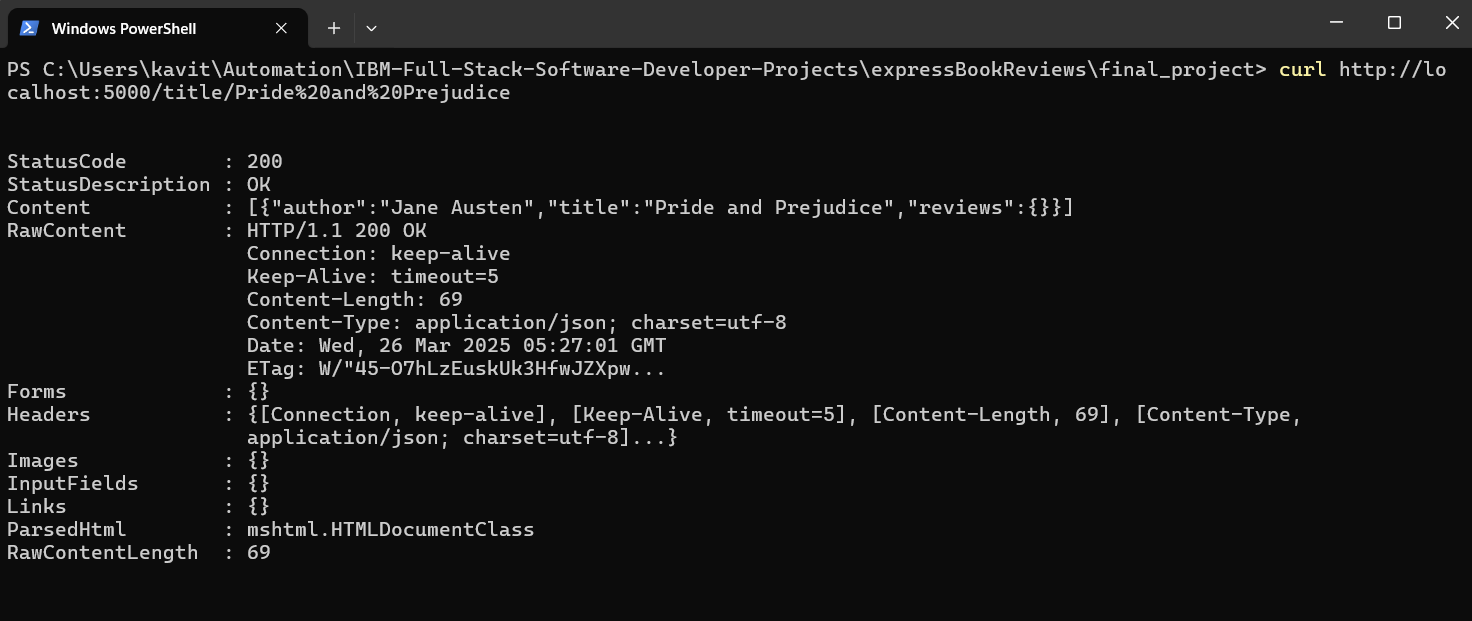 Windows PowerShell
PS C:\Users\kavit\Automation\IBM-Full-Stack-Software-Developer-Projects\expressBookReviews\final_project> curl http://lo
calhost:5000/title/Pride%20and%20Prejudice
StatusCode        : 200
StatusDescription : OK
Content           : [{"author":"Jane Austen","title":"Pride and Prejudice","reviews":{}}]
RawContent        : HTTP/1.1 200 OK
                    Connection: keep-alive
                    Keep-Alive: timeout=5
                    Content-Length: 69
                    Content-Type: application/json; charset=utf-8
                    Date: Wed, 26 Mar 2025 05:27:01 GMT
                    ETag: W/"45-O7hLzEuskUk3HfwJZXpw...
Forms             : {}
Headers           : {[Connection, keep-alive], [Keep-Alive, timeout=5], [Content-Length, 69], [Content-Type,
                    application/json; charset=utf-8]...}
Images            : {}
InputFields       : {}
Links             : {}
ParsedHtml        : mshtml.HTMLDocumentClass
RawContentLength  : 69